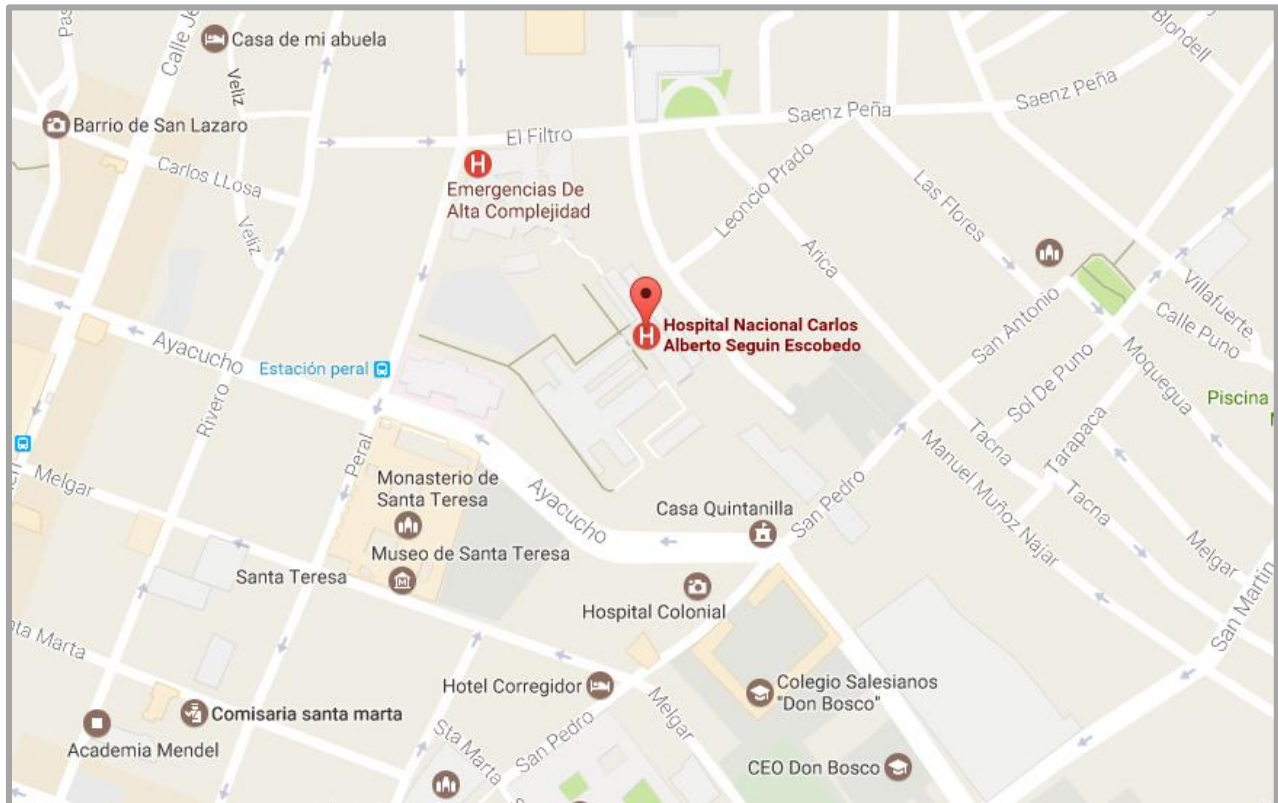 Pas
Calle Je
Casa de mi abuela
Blondell
Veliz
Saenz Peña
Saenz Peña
Barrio de San Lazaro
El Filtro
Carlos LLosa
H
Emergencias De
Alta Complejidad
Leoncio Prado
Las Flores
Veliz
Arica
Villafuerte.
San Antonio
Calle Puno
H
Hospital Nacional Carlos
Alberto Seguin Escobedo
Ayacucho
Estación peral
Moquegua
Sol De Puno
Piscina
Rivero
Tarapaca
Tacna
Peral
Manuel Muñoz Najar
Melgar
Monasterio de
Santa Teresa
Ayacucho
Casa Quintanilla
San Pedro
Tacna
Museo de Santa Teresa
Melgar
Santa Teresa
Hospital Colonial
San Martin
nta Marta
Hotel Corregidor
Colegio Salesianos
"Don Bosco"
Comisaria santa marta
Melgar
Academia Mendel
Sta Marta
San Pedro
CEO Don Bosco